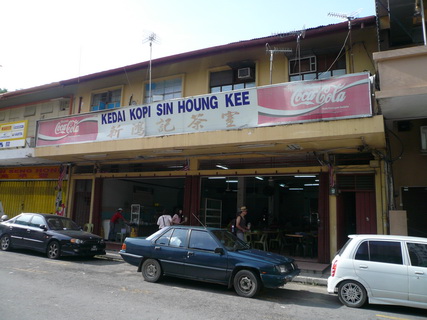 KEDAI KOPI SIN HOUNG KEE
Coca-Cola
Coca-Cola
新鴻記茶室